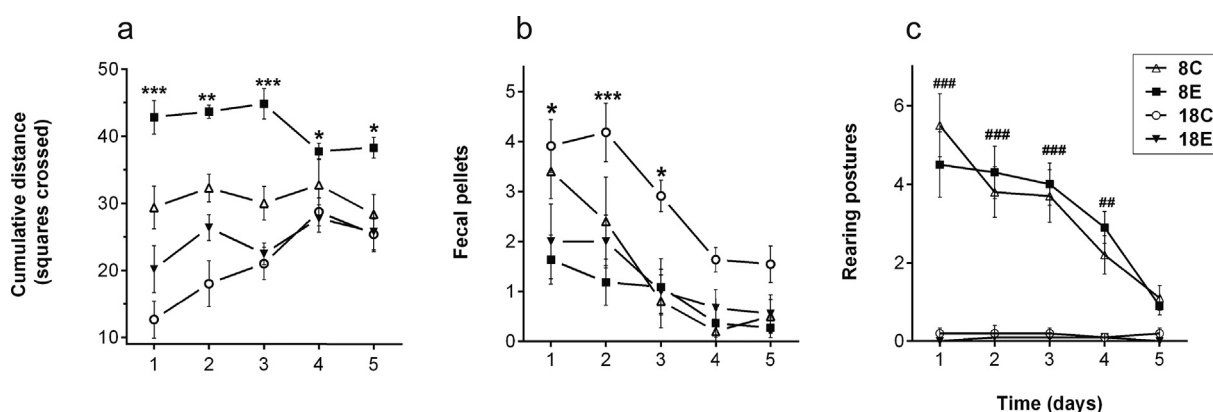 a
Cumulative distance
(squares crossed)
50
40
30
20
10
*** ** *** * *
1 2 3 4 5
b
Fecal pellets
5
4
3
2
1
0
* *** *
1 2 3 4 5
c
Rearing postures
6
4
2
0
### ### ### ##
1 2 3 4 5
Time (days)
8C
8E
18C
18E